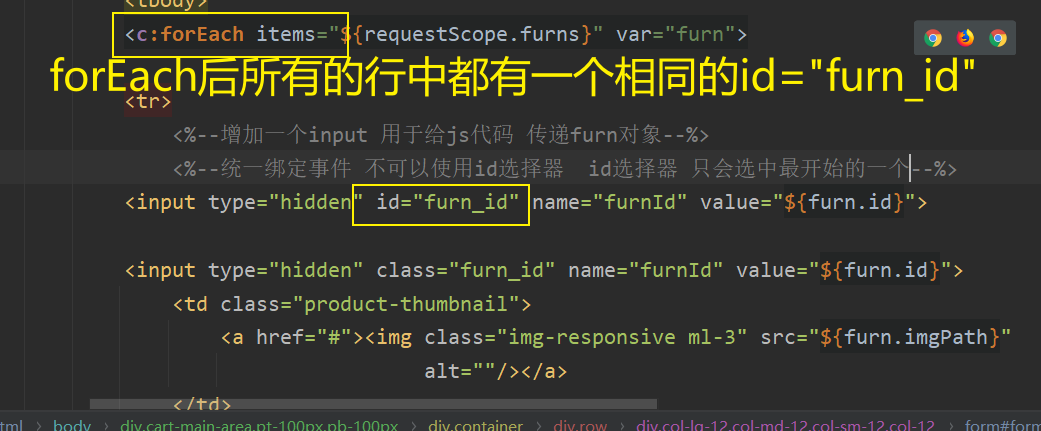 <tbody>
<c:forEach items="${requestScope.furns}" var="furn">
forEach后所有的行中都有一个相同的id="furn_id"
<tr>
<%--增加一个input 用于给js代码 传递furn对象--%>
<%--统一绑定事件 不可以使用id选择器 id选择器 只会选中最开始的一个--%>
<input type="hidden" id="furn_id" name="furnId" value="${furn.id}">
<input type="hidden" class="furn_id" name="furnId" value="${furn.id}">
<td class="product-thumbnail">
<a href="#"><img class="img-responsive ml-3" src="${furn.imgPath}"
alt=""/></a>
</td>
html › body › div.cart-main-area.pt-100px.pb-100px › div.container › div.row › div.col-lg-12.col-md-12.col-sm-12.col-12 › form#form